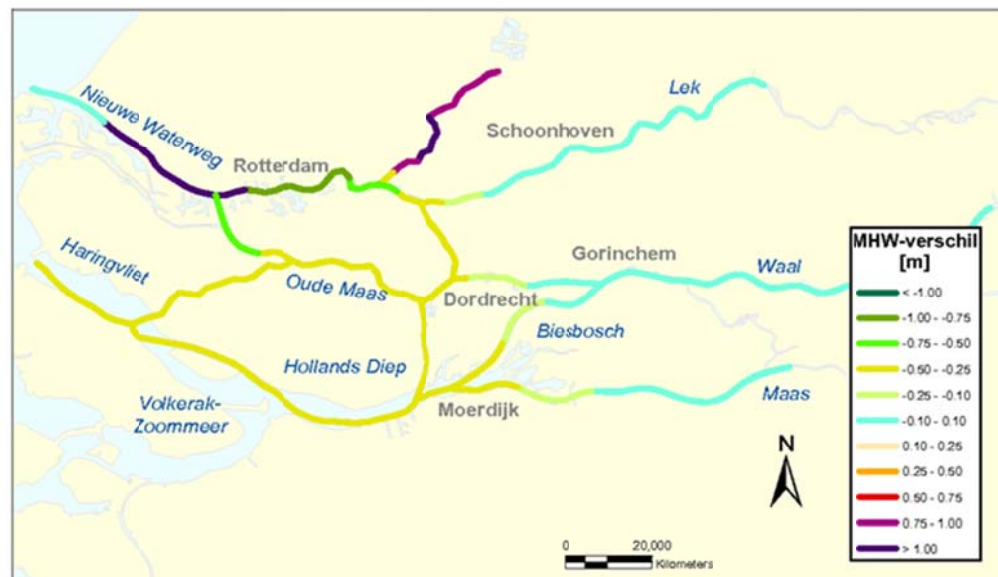 Lek
Nieuwe Waterweg
Schoonhoven
Rotterdam
Haringvliet
Gorinchem
Waal
Oude Maas
Dordrecht
Biesbosch
Hollands Diep
Maas
Volkerak-
Zoommeer
Moerdijk
MHW-verschil
[m]
< -1.00
-1.00 - -0.75
-0.75 - -0.50
-0.50 - -0.25
-0.25 - -0.10
-0.10 - 0.10
0.10 - 0.25
0.25 - 0.50
0.50 - 0.75
0.75 - 1.00
> 1.00
N
0 20,000
Kilometers